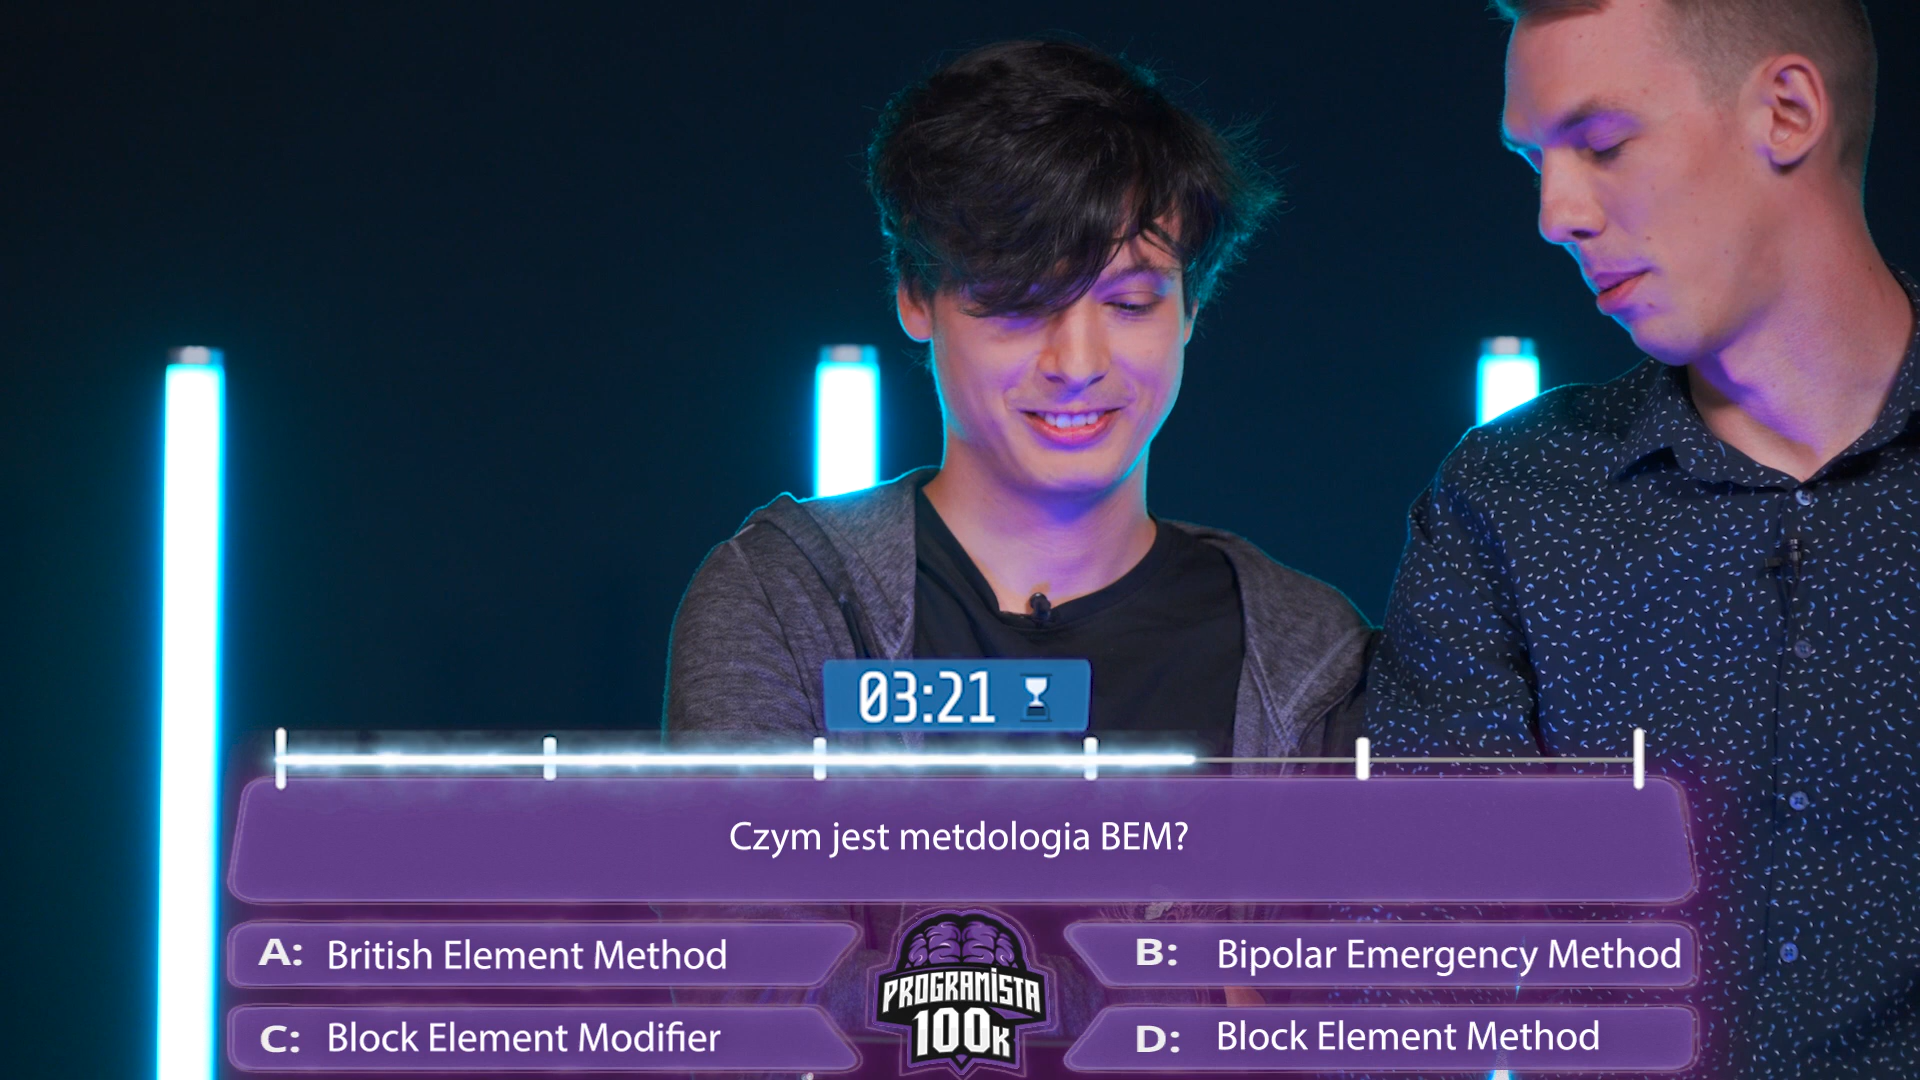 03:21
Czym jest metdologia BEM?
A: British Element Method
B: Bipolar Emergency Method
C: Block Element Modifier
D: Block Element Method
PROGRAMiSTA
100K